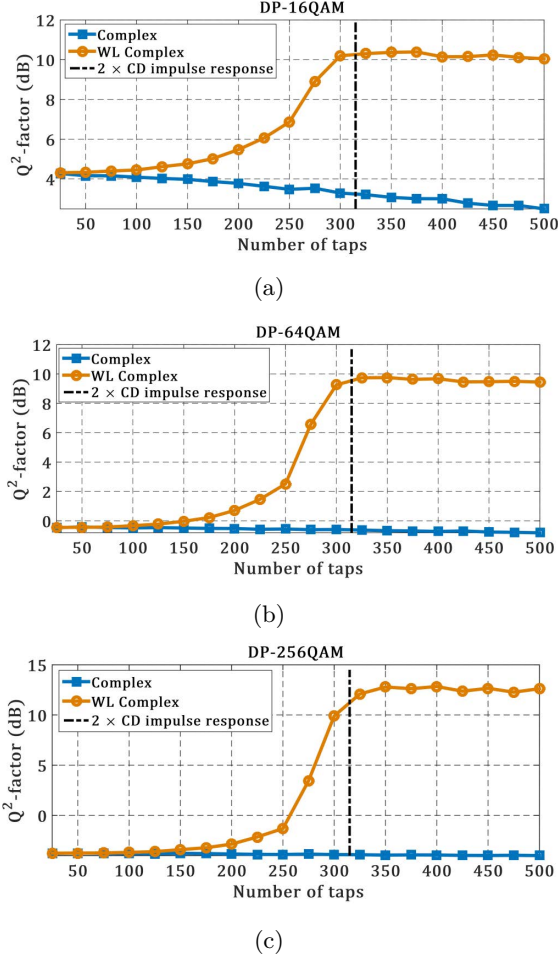 DP-16QAM
12
10
8
6
4
Q²-factor (dB)
Complex
WL Complex
2 × CD impulse response
50 100 150 200 250 300 350 400 450 500
Number of taps
(a)
DP-64QAM
12
10
8
6
4
2
0
Q²-factor (dB)
Complex
WL Complex
2 × CD impulse response
50 100 150 200 250 300 350 400 450 500
Number of taps
(b)
DP-256QAM
15
10
5
0
Q²-factor (dB)
Complex
WL Complex
2 × CD impulse response
50 100 150 200 250 300 350 400 450 500
Number of taps
(c)